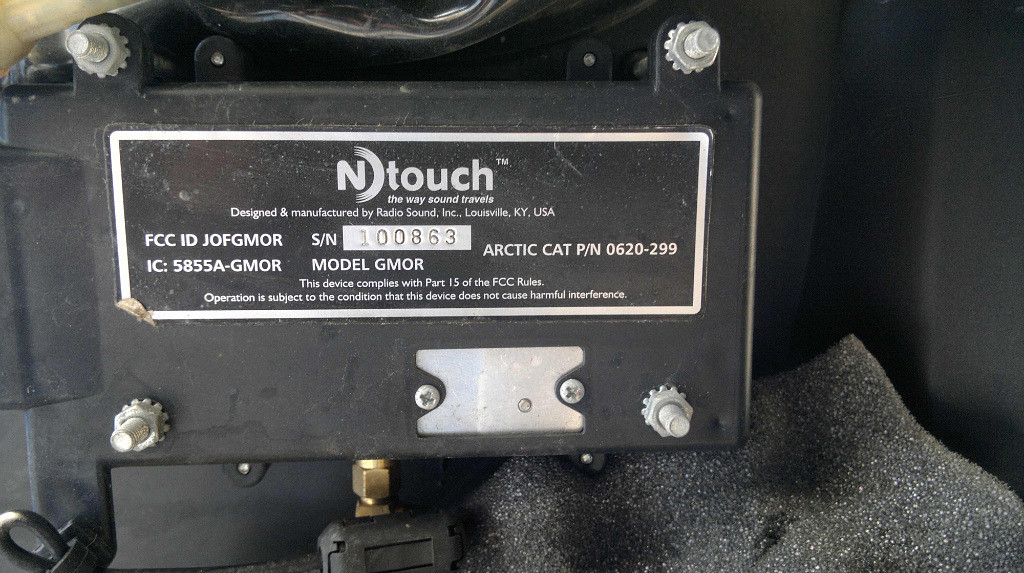 N touch™
the way sound travels
Designed & manufactured by Radio Sound, Inc., Louisville, KY, USA
FCC ID JOFGMOR S/N 100863
ARCTIC CAT P/N 0620-299
IC: 5855A-GMOR MODEL GMOR
This device complies with Part 15 of the FCC Rules.
Operation is subject to the condition that this device does not cause harmful interference.